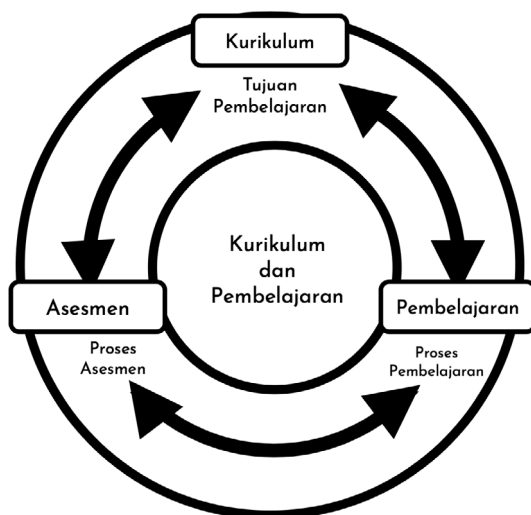 Kurikulum
Tujuan
Pembelajaran
Kurikulum
dan
Pembelajaran
Asesmen
Proses
Asesmen
Pembelajaran
Proses
Pembelajaran